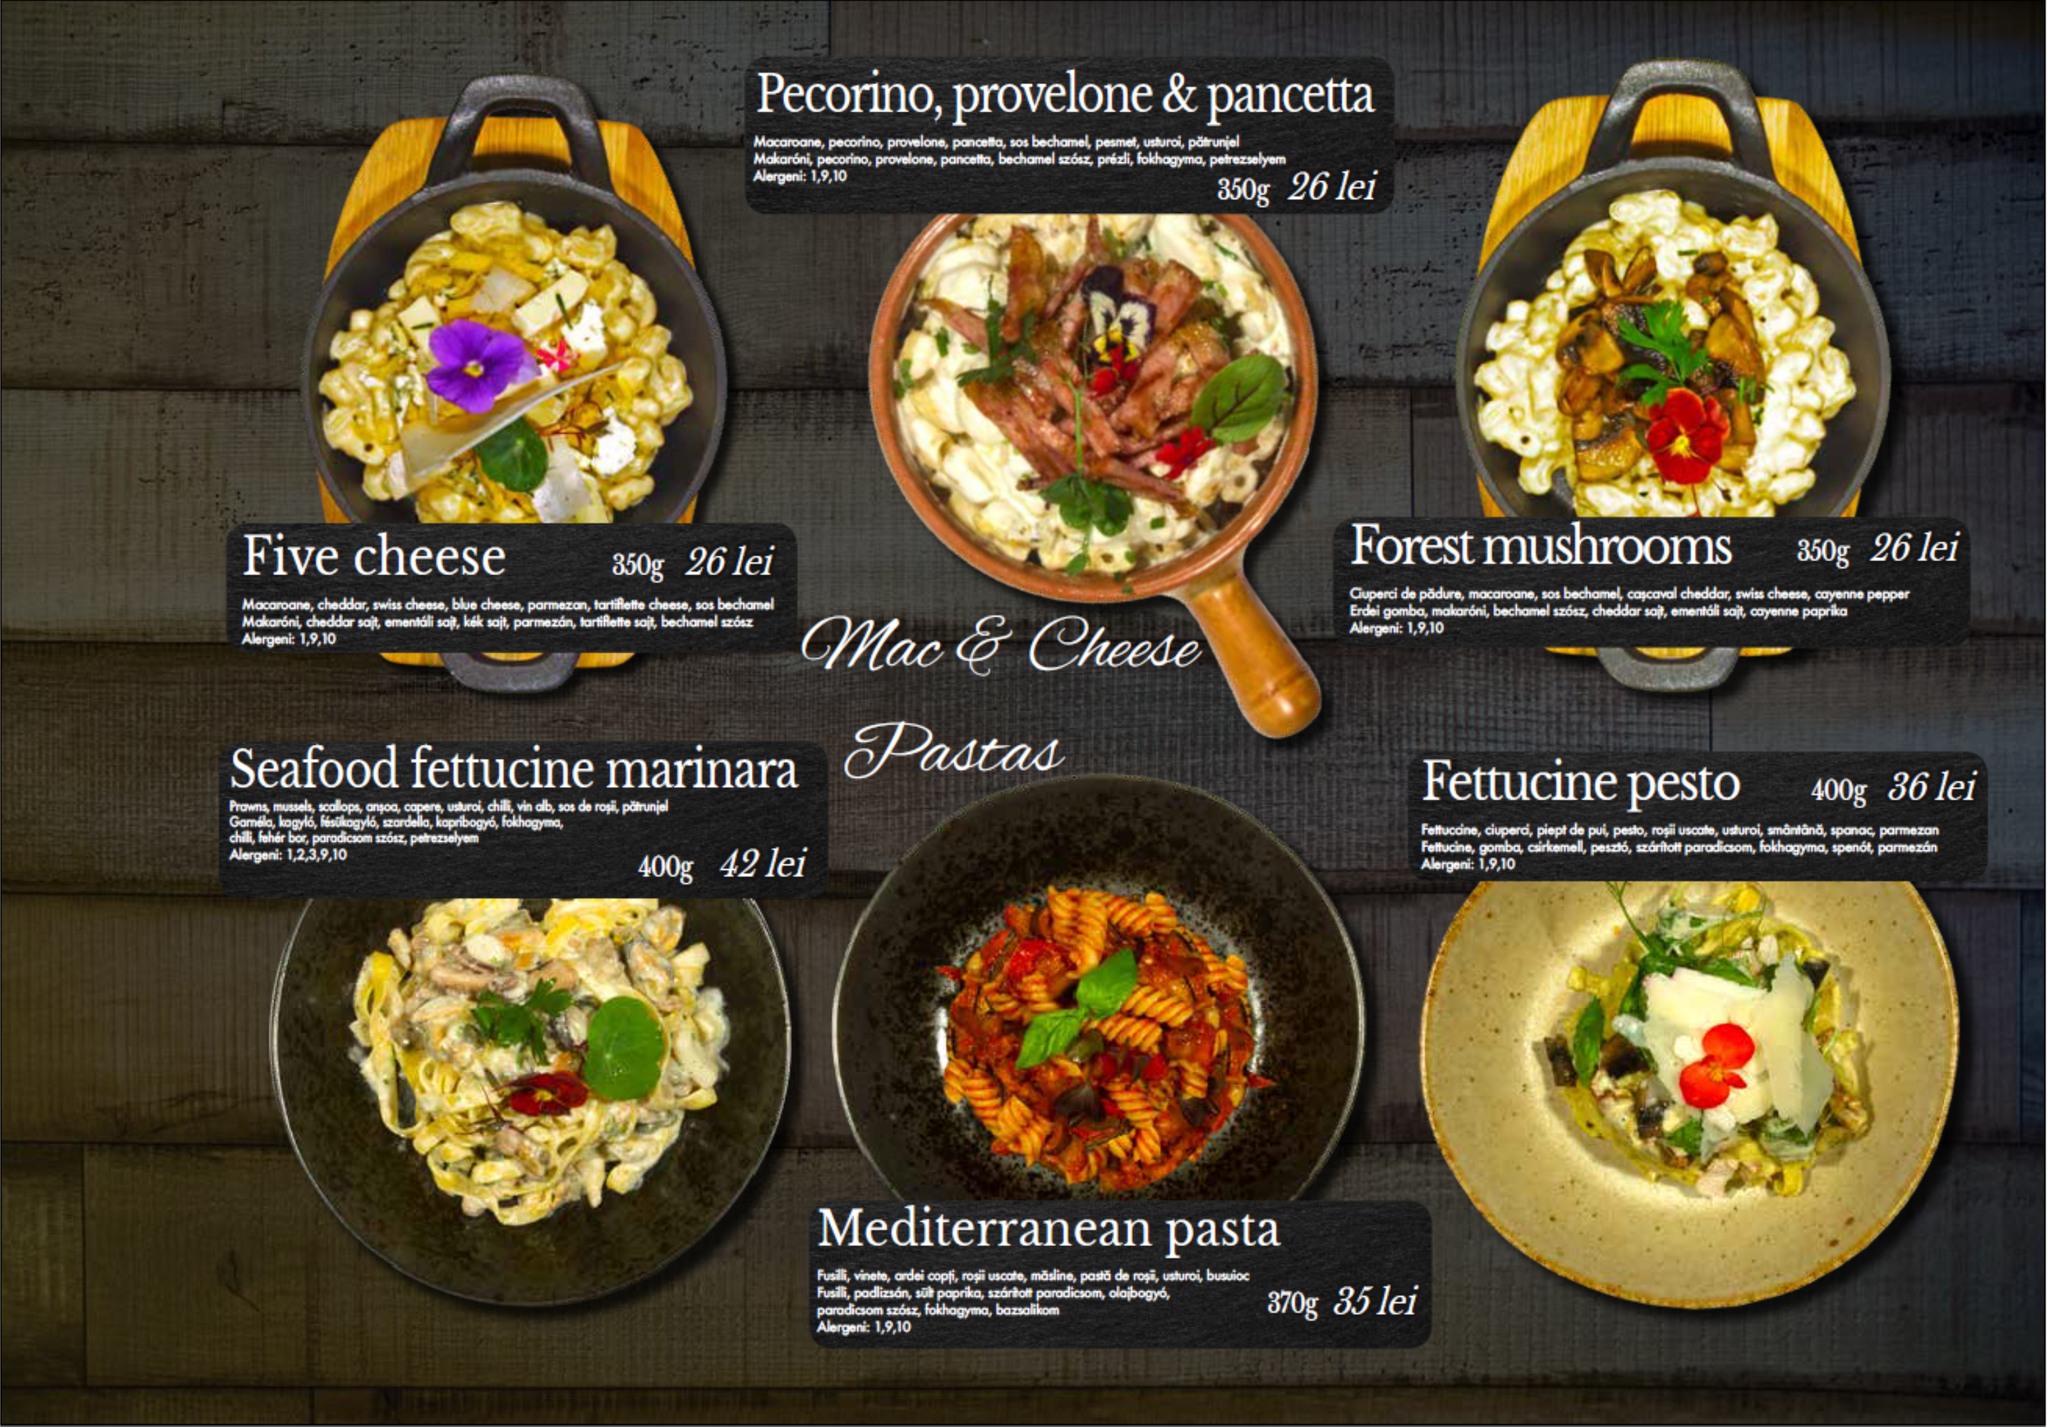 Pecorino, provelone & pancetta
Macaroane, pecorino, provelone, pancetta, sos bechamel, pesmet, usturoi, pătrunjel
Makaróni, pecorino, provelone, pancetta, bechamel szósz, prézli, fokhagyma, petrezselyem
Alergeni: 1,9,10
350g 26 lei
Five cheese 350g 26 lei
Macaroane, cheddar, swiss cheese, blue cheese, parmezan, tartiflette cheese, sos bechamel
Makaróni, cheddar sajt, ementáli sajt, kék sajt, parmezán, tartiflette sajt, bechamel szósz
Alergeni: 1,9,10
Forest mushrooms 350g 26 lei
Ciuperci de pădure, macaroane, sos bechamel, cașcaval cheddar, swiss cheese, cayenne pepper
Erdei gomba, makaróni, bechamel szósz, cheddar sajt, ementáli sajt, cayenne paprika
Alergeni: 1,9,10
Mac & Cheese
Pastas
Seafood fettucine marinara
Prawns, mussels, scallops, anșoa, capere, usturoi, chilli, vin alb, sos de roșii, pătrunjel
Garnéla, kagyló, fésűkagyló, szardella, kapribogyó, fokhagyma,
chilli, fehér bor, paradicsom szósz, petrezselyem
Alergeni: 1,2,3,9,10
400g 42 lei
Fettucine pesto 400g 36 lei
Fettuccine, ciuperci, piept de pui, pesto, roșii uscate, usturoi, smântână, spanac, parmezan
Fettucine, gomba, csirkemell, pesztó, szárított paradicsom, fokhagyma, spenót, parmezán
Alergeni: 1,9,10
Mediterranean pasta
Fusilli, vinete, ardei copți, roșii uscate, măsline, pastă de roșii, usturoi, busuioc
Fusilli, padlizsán, sült paprika, szárított paradicsom, olajbogyó,
paradicsom szósz, fokhagyma, bazsalikom
Alergeni: 1,9,10
370g 35 lei